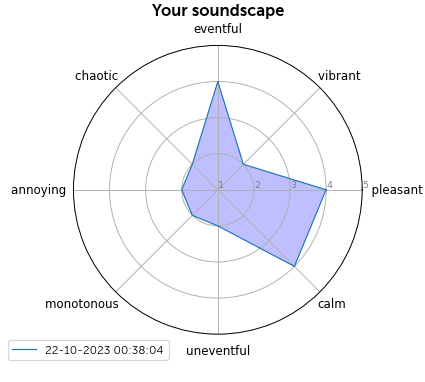 Your soundscape
eventful
chaotic
vibrant
annoying
1 2 3 4 5
pleasant
monotonous
calm
uneventful
22-10-2023 00:38:04